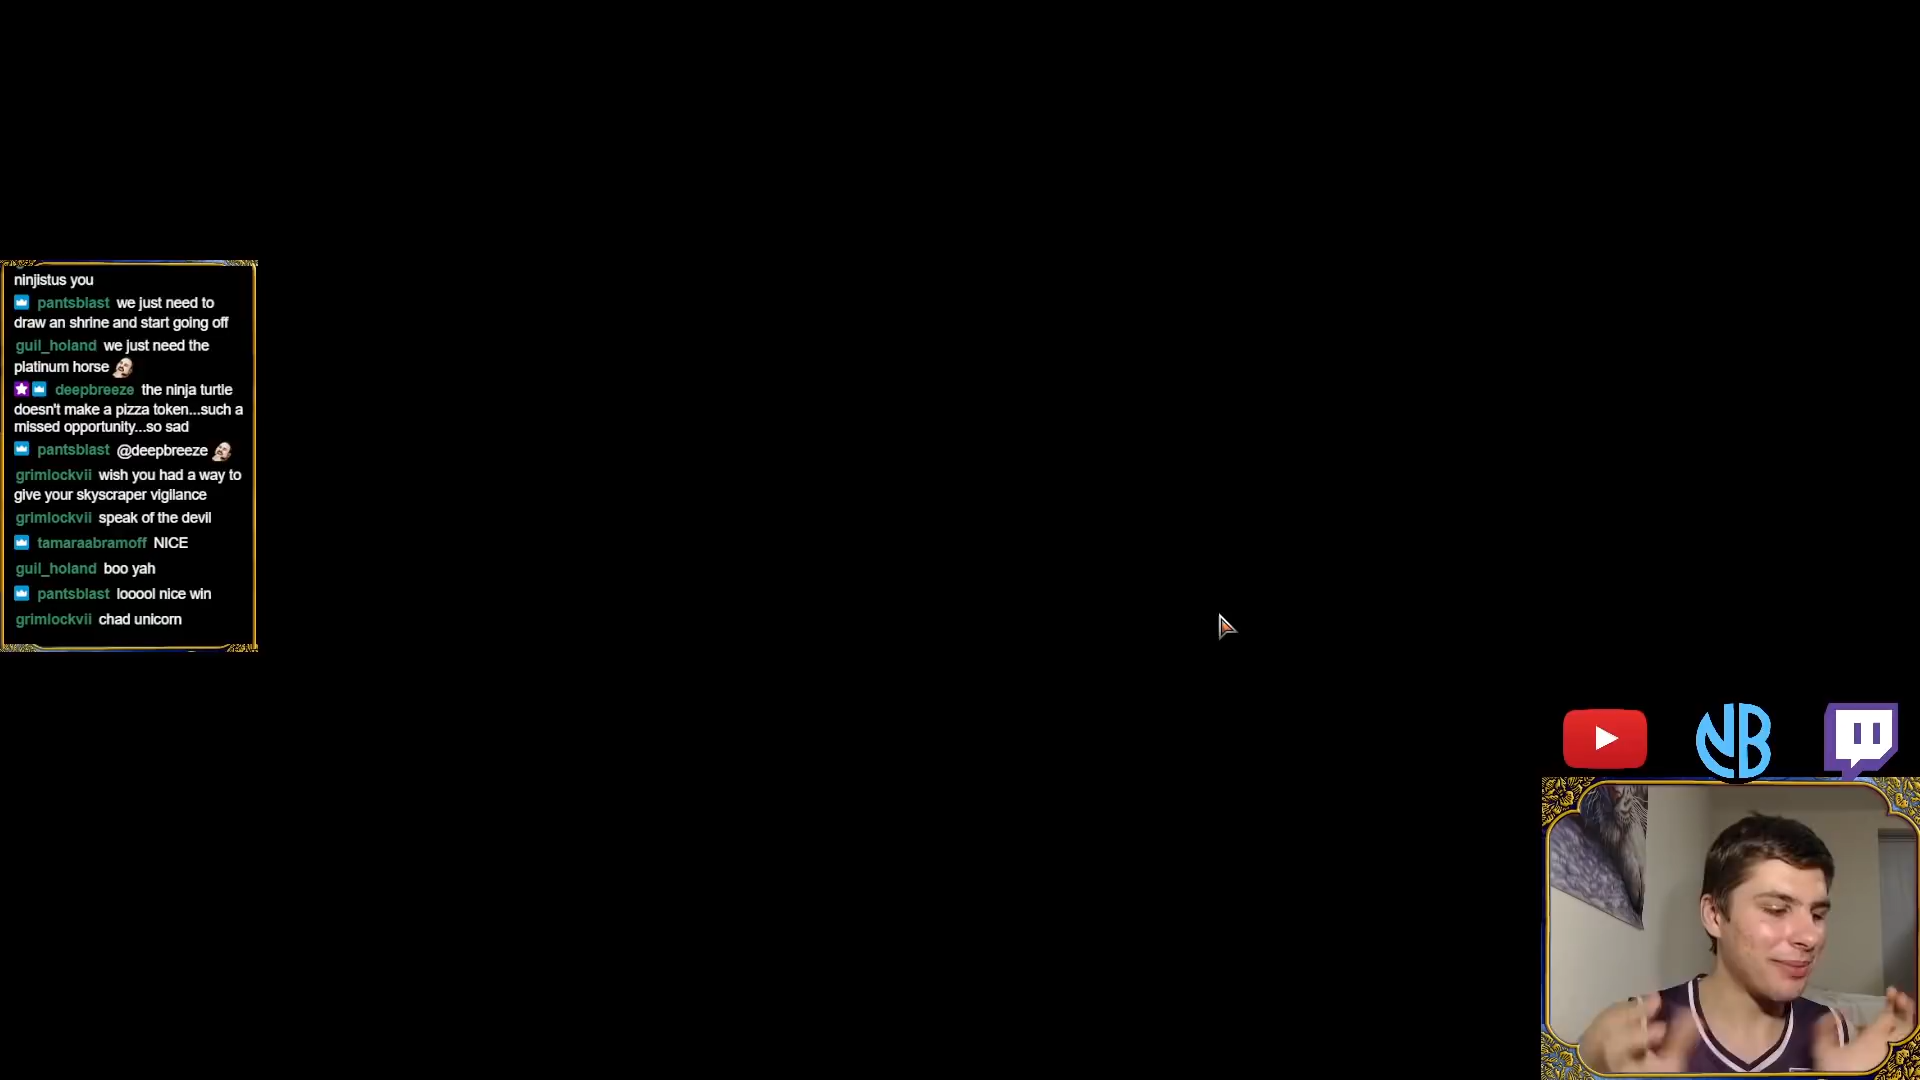 ninjistus you
pantsblast we just need to
draw an shrine and start going off
guil_holand we just need the
platinum horse
deepbreeze the ninja turtle
doesn't make a pizza token...such a
missed opportunity...so sad
pantsblast @deepbreeze
grimlockvii wish you had a way to
give your skyscraper vigilance
grimlockvii speak of the devil
tamaraabramoff NICE
guil_holand boo yah
pantsblast looool nice win
grimlockvii chad unicorn
NB